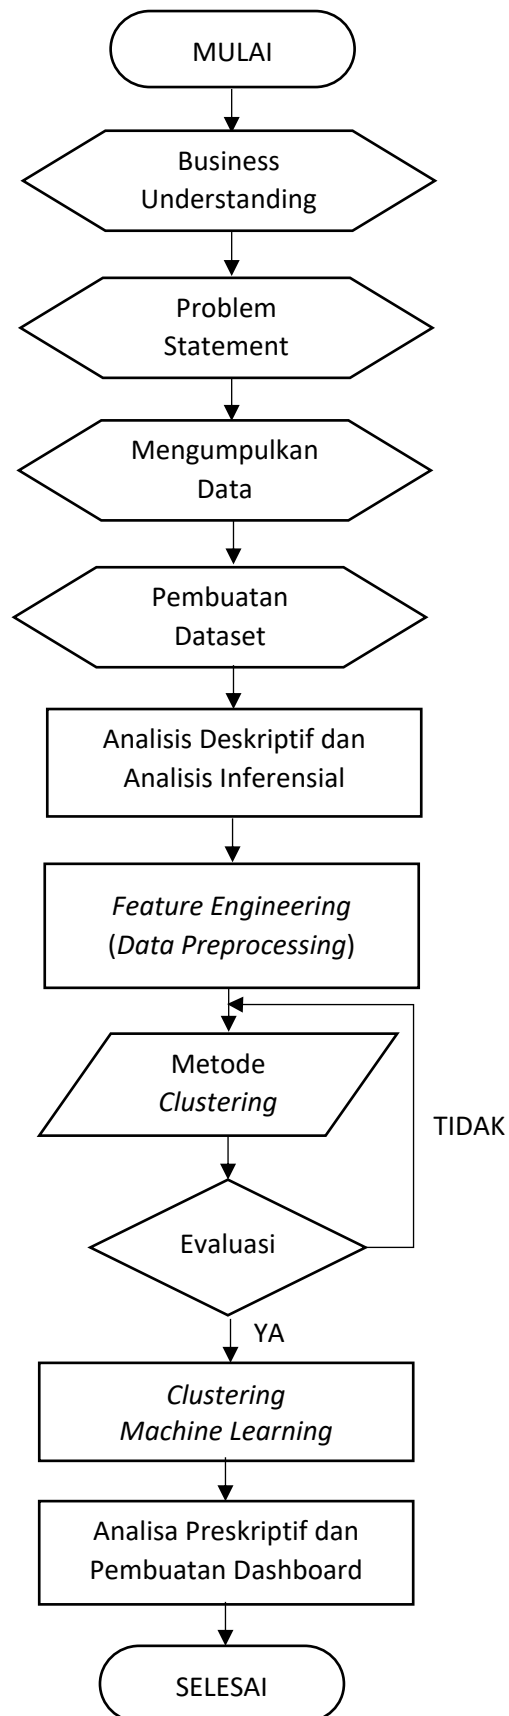 MULAI
Business
Understanding
Problem
Statement
Mengumpulkan
Data
Pembuatan
Dataset
Analisis Deskriptif dan
Analisis Inferensial
Feature Engineering
(Data Preprocessing)
Metode
Clustering
TIDAK
Evaluasi
YA
Clustering
Machine Learning
Analisa Preskriptif dan
Pembuatan Dashboard
SELESAI